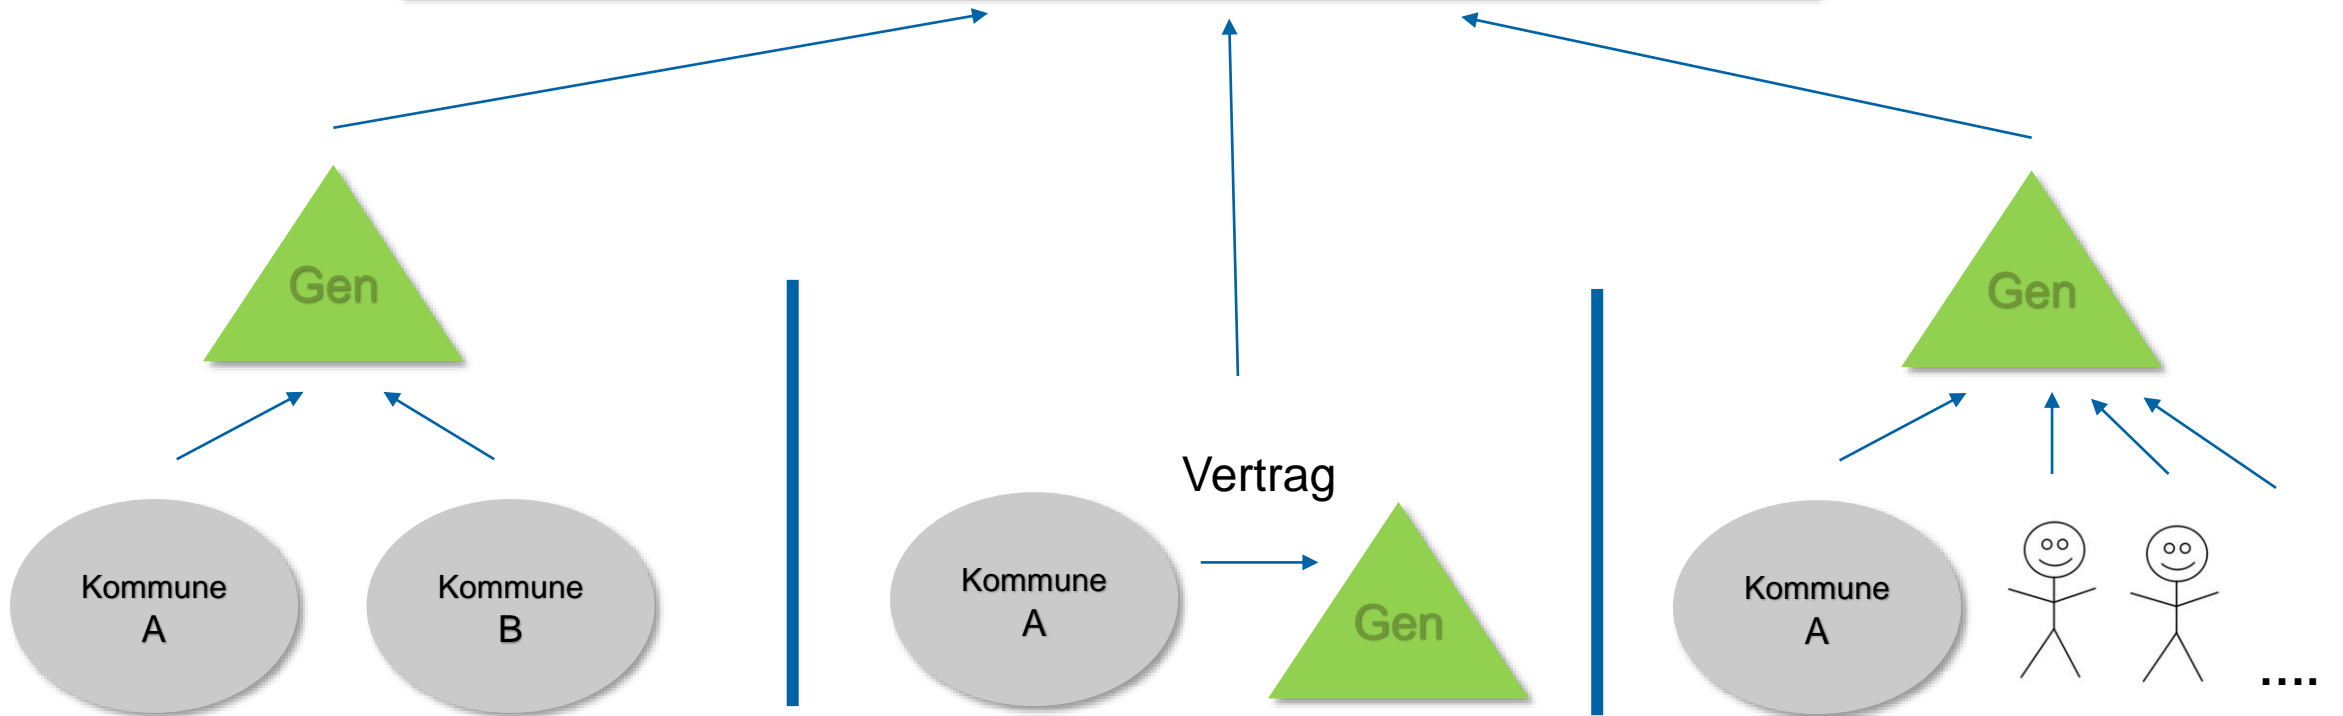 Gen
Gen
Vertrag
Kommune
A
Kommune
B
Kommune
A
Gen
Kommune
A
....